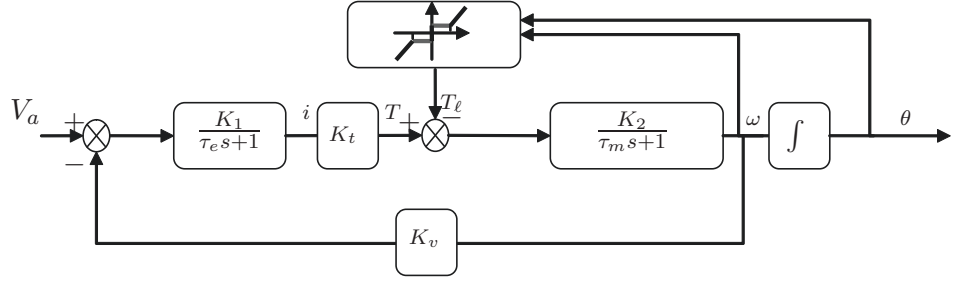 T_ℓ
V_a + − K_1/(τ_e s+1) i K_t T + − K_2/(τ_m s+1) ω ∫ θ
K_v